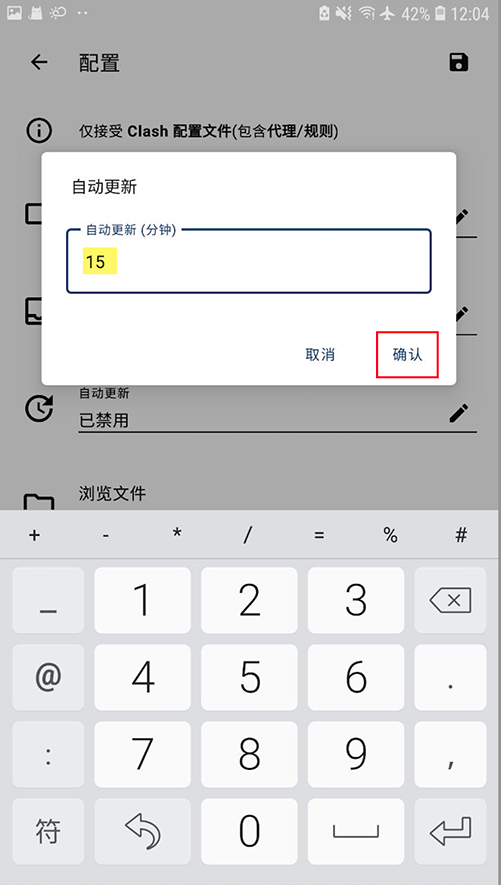 42% 12:04
配置
仅接受 Clash 配置文件(包含代理/规则)
自动更新
自动更新 (分钟)
15
取消 确认
自动更新
已禁用
浏览文件
+ - * / = % #
_ 1 2 3
@ 4 5 6 .
: 7 8 9 ,
符 0